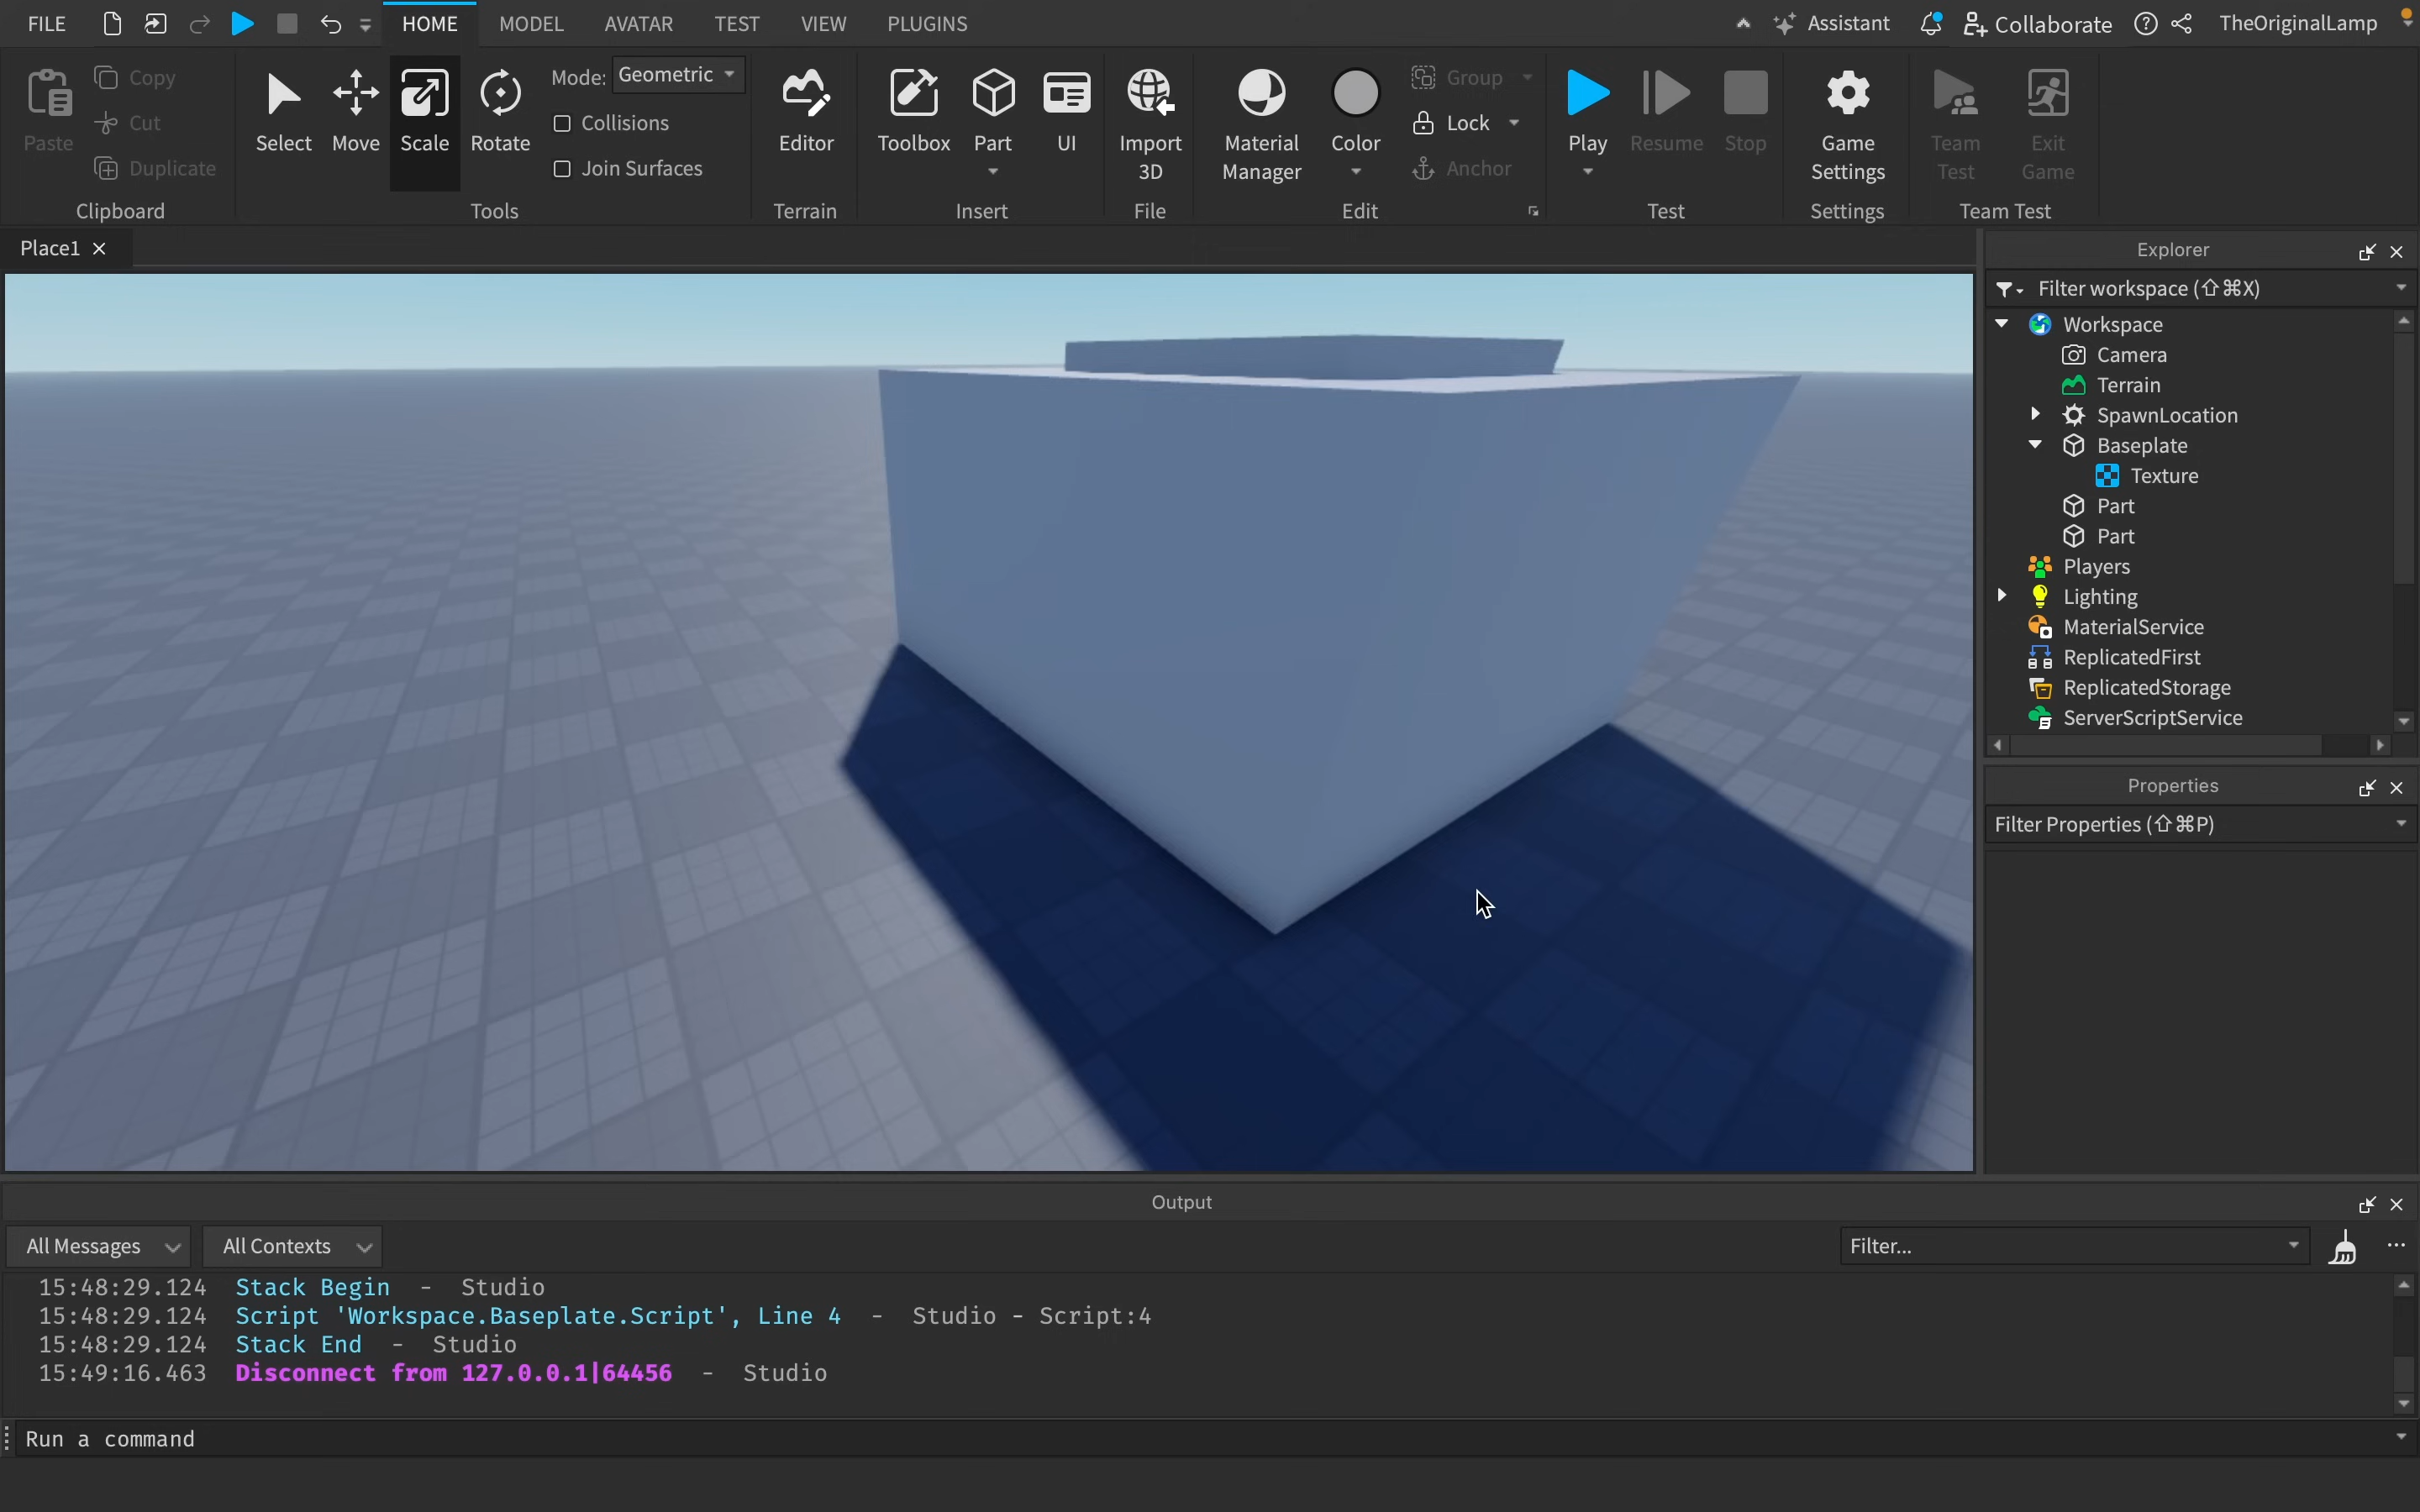 FILE HOME MODEL AVATAR TEST VIEW PLUGINS Assistant Collaborate TheOriginalLamp
Paste
Copy
Cut
Duplicate
Clipboard
Select Move Scale Rotate
Mode: Geometric
Collisions
Join Surfaces
Tools
Editor
Terrain
Toolbox Part UI
Insert
Import
3D
File
Material
Manager
Color
Group
Lock
Anchor
Edit
Play Resume Stop
Test
Game
Settings
Settings
Team
Test
Exit
Game
Team Test
Place1
Explorer
Filter workspace (⇧⌘X)
Workspace
Camera
Terrain
SpawnLocation
Baseplate
Texture
Part
Part
Players
Lighting
MaterialService
ReplicatedFirst
ReplicatedStorage
ServerScriptService
Properties
Filter Properties (⇧⌘P)
Output
All Messages All Contexts Filter...
15:48:29.124 Stack Begin - Studio
15:48:29.124 Script 'Workspace.Baseplate.Script', Line 4 - Studio - Script:4
15:48:29.124 Stack End - Studio
15:49:16.463 Disconnect from 127.0.0.1|64456 - Studio
Run a command